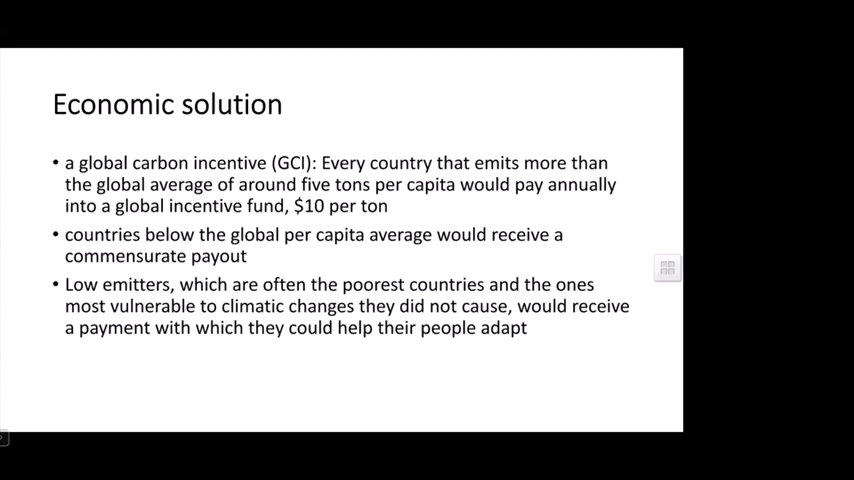 Economic solution
• a global carbon incentive (GCI): Every country that emits more than
the global average of around five tons per capita would pay annually
into a global incentive fund, $10 per ton
• countries below the global per capita average would receive a
commensurate payout
• Low emitters, which are often the poorest countries and the ones
most vulnerable to climatic changes they did not cause, would receive
a payment with which they could help their people adapt